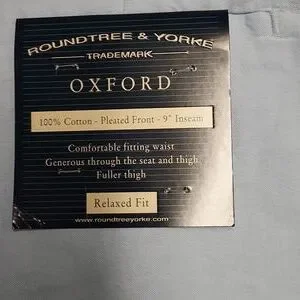 ROUNDTREE & YORKE
TRADEMARK
OXFORD
100% Cotton - Pleated Front - 9" Inseam
Comfortable fitting waist
Generous through the seat and thigh
Fuller thigh
Relaxed Fit
www.roundtreeyorke.com